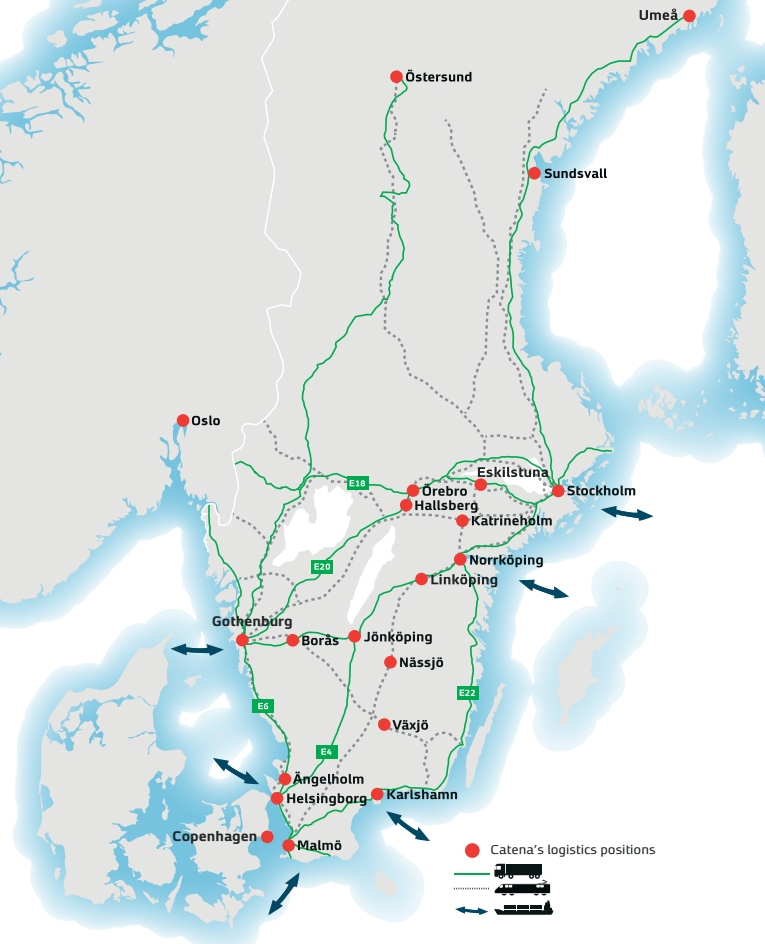 Umeå
Östersund
Sundsvall
Oslo
Eskilstuna
E18
Örebro
Stockholm
Hallsberg
Katrineholm
Norrköping
E20
Linköping
Gothenburg
Borås
Jönköping
Nässjö
E22
E6
Växjö
E4
Ängelholm
Helsingborg
Karlshamn
Copenhagen
Malmö
Catena's logistics positions